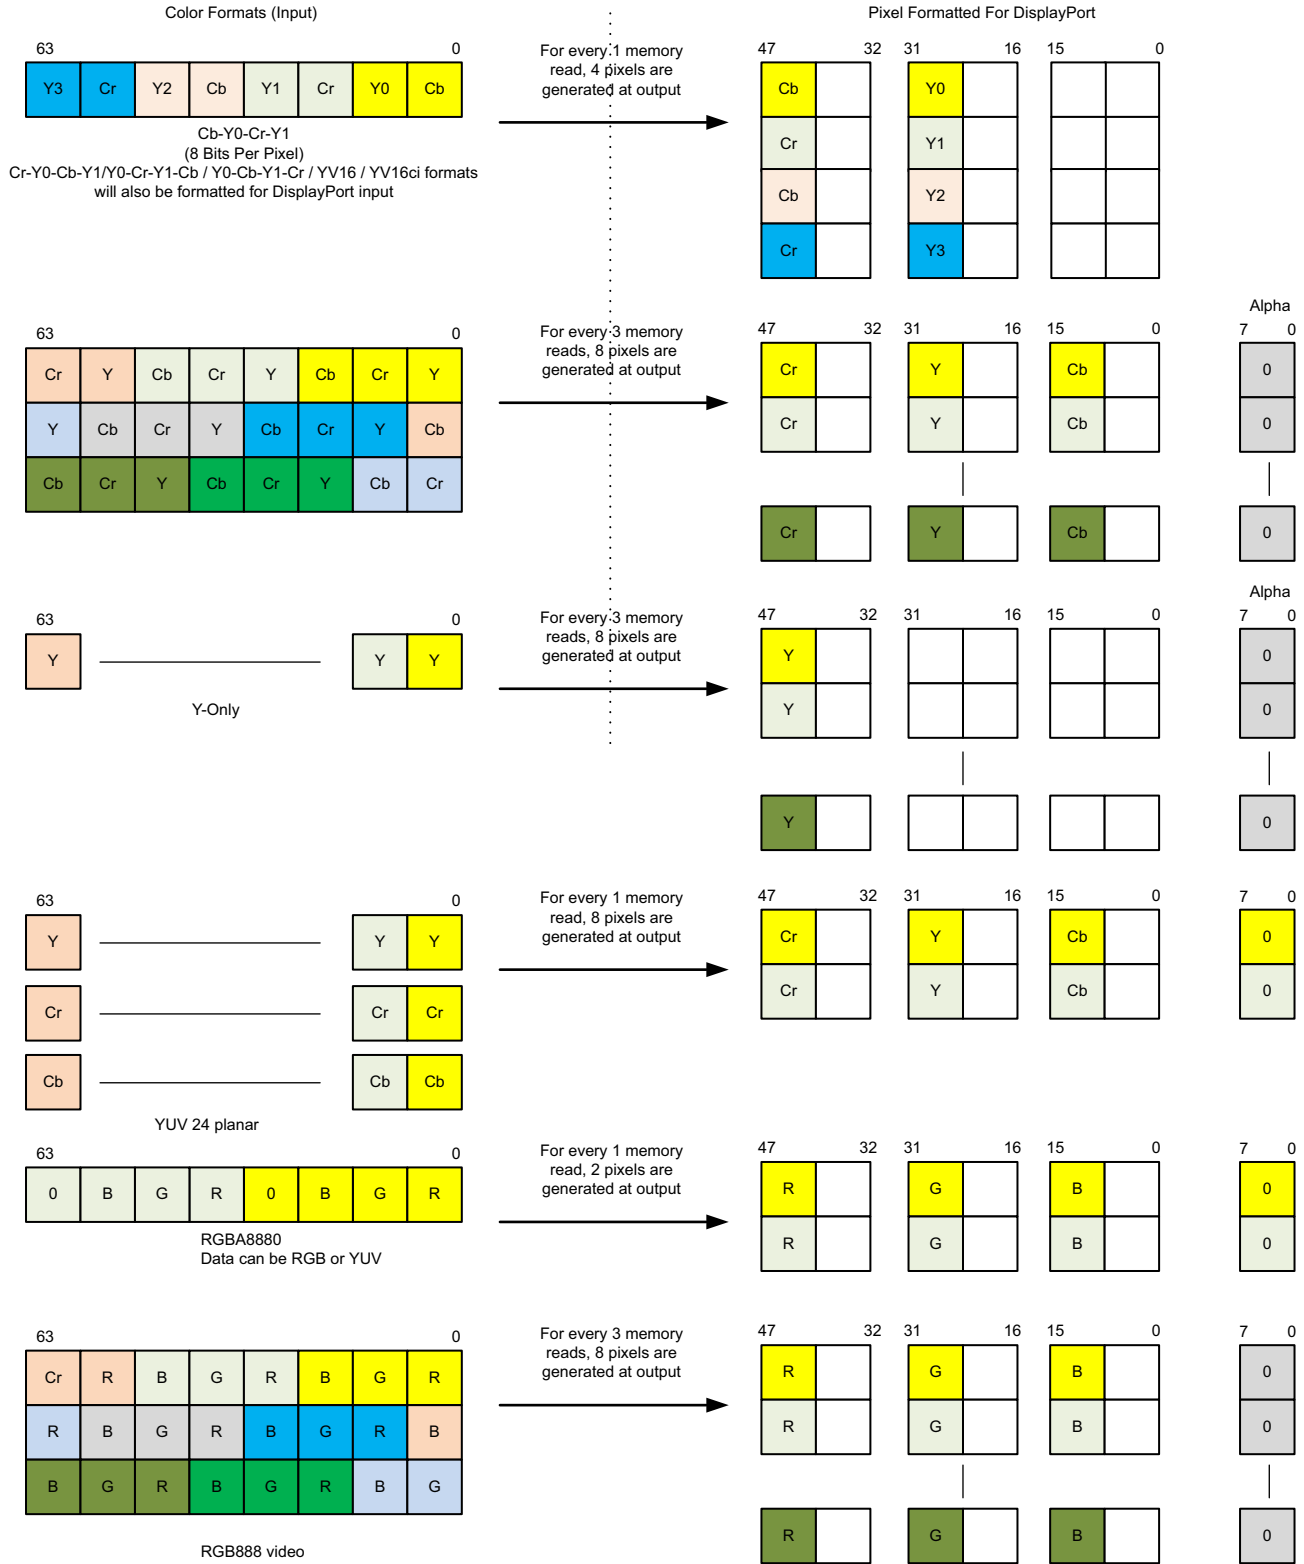 Color Formats (Input)
Pixel Formatted For DisplayPort
63 0
For every 1 memory
read, 4 pixels are
generated at output
47 32 31 16 15 0
Y3 Cr Y2 Cb Y1 Cr Y0 Cb
Cb-Y0-Cr-Y1
(8 Bits Per Pixel)
Cr-Y0-Cb-Y1/Y0-Cr-Y1-Cb / Y0-Cb-Y1-Cr / YV16 / YV16ci formats
will also be formatted for DisplayPort input
Cb Y0
Cr Y1
Cb Y2
Cr Y3
63 0
For every 3 memory
reads, 8 pixels are
generated at output
Alpha
47 32 31 16 15 0 7 0
Cr Y Cb Cr Y Cb Cr Y
Y Cb Cr Y Cb Cr Y Cb
Cb Cr Y Cb Cr Y Cb Cr
Cr Y Cb 0
Cr Y Cb 0
Cr Y Cb 0
63 0
For every 3 memory
reads, 8 pixels are
generated at output
Alpha
47 32 31 16 15 0 7 0
Y Y Y
Y-Only
Y 0
Y 0
Y 0
63 0
For every 1 memory
read, 8 pixels are
generated at output
47 32 31 16 15 0 7 0
Y Y Y
Cr Cr Cr
Cb Cb Cb
YUV 24 planar
Cr Y Cb 0
Cr Y Cb 0
63 0
For every 1 memory
read, 2 pixels are
generated at output
47 32 31 16 15 0 7 0
0 B G R 0 B G R
RGBA8880
Data can be RGB or YUV
R G B 0
R G B 0
63 0
For every 3 memory
reads, 8 pixels are
generated at output
47 32 31 16 15 0 7 0
Cr R B G R B G R
R B G R B G R B
B G R B G R B G
RGB888 video
R G B 0
R G B 0
R G B 0